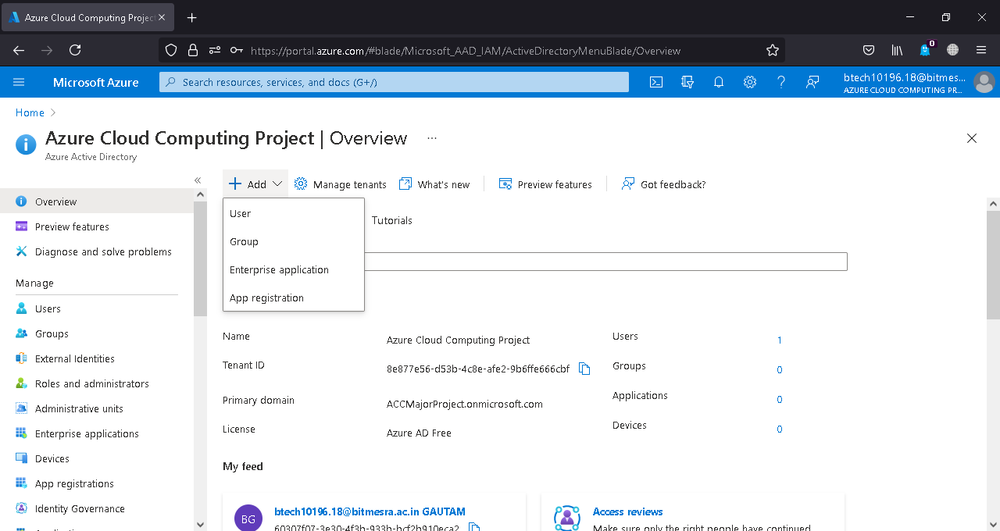 Azure Cloud Computing Project
0
https://portal.azure.com/#blade/Microsoft_AAD_IAM/ActiveDirectoryMenuBlade/Overview
Microsoft Azure
Search resources, services, and docs (G+/)
btech10196.18@bitmes...
AZURE CLOUD COMPUTING PR...
Home
Azure Cloud Computing Project | Overview
...
Azure Active Directory
Overview
Preview features
Diagnose and solve problems
Manage
Users
Groups
External Identities
Roles and administrators
Administrative units
Enterprise applications
Devices
App registrations
Identity Governance
Add
Manage tenants
What's new
Preview features
Got feedback?
User
Group
Enterprise application
App registration
Tutorials
Name
Azure Cloud Computing Project
Users
1
Tenant ID
8e877e56-d53b-4c8e-afe2-9b6ffe666cbf
Groups
0
Primary domain
ACCMajorProject.onmicrosoft.com
Applications
0
License
Azure AD Free
Devices
0
My feed
BG
btech10196.18@bitmesra.ac.in GAUTAM
60307f07-3e30-4f3b-933b-bcf2b910eca2
Access reviews
Make sure only the right people have continued